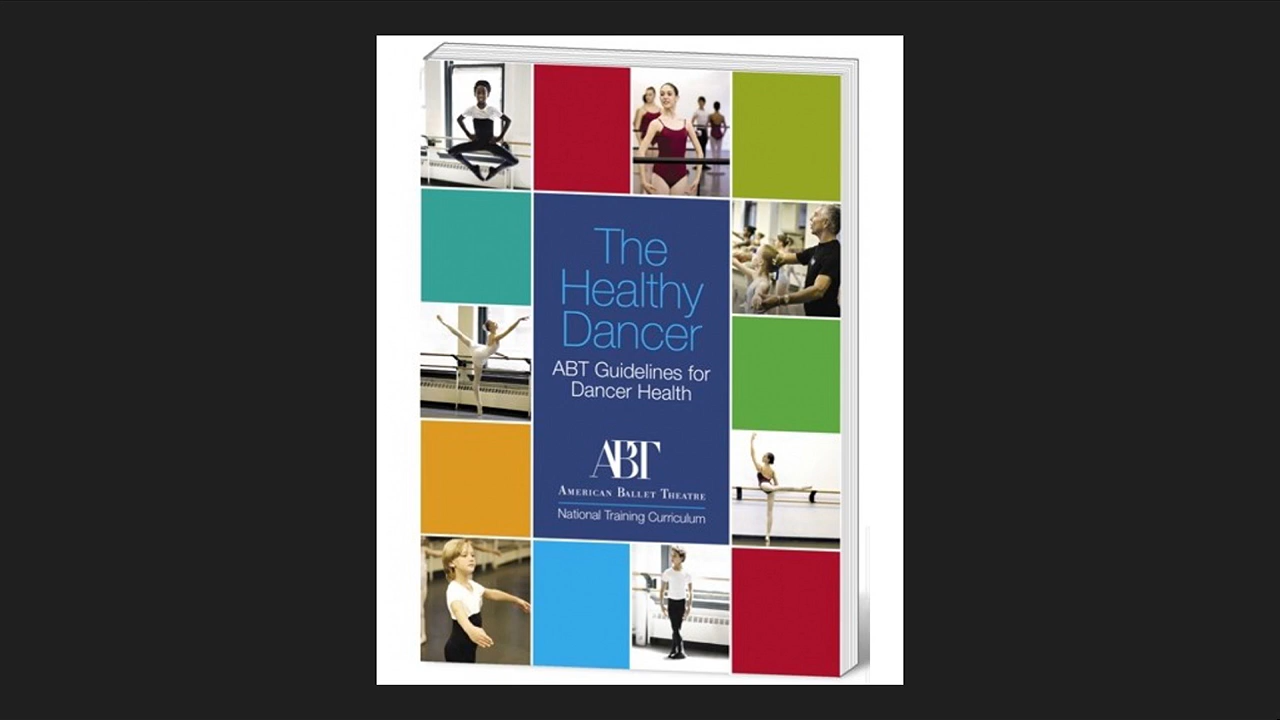 The
Healthy
Dancer
ABT Guidelines for
Dancer Health
ABT
AMERICAN BALLET THEATRE
National Training Curriculum